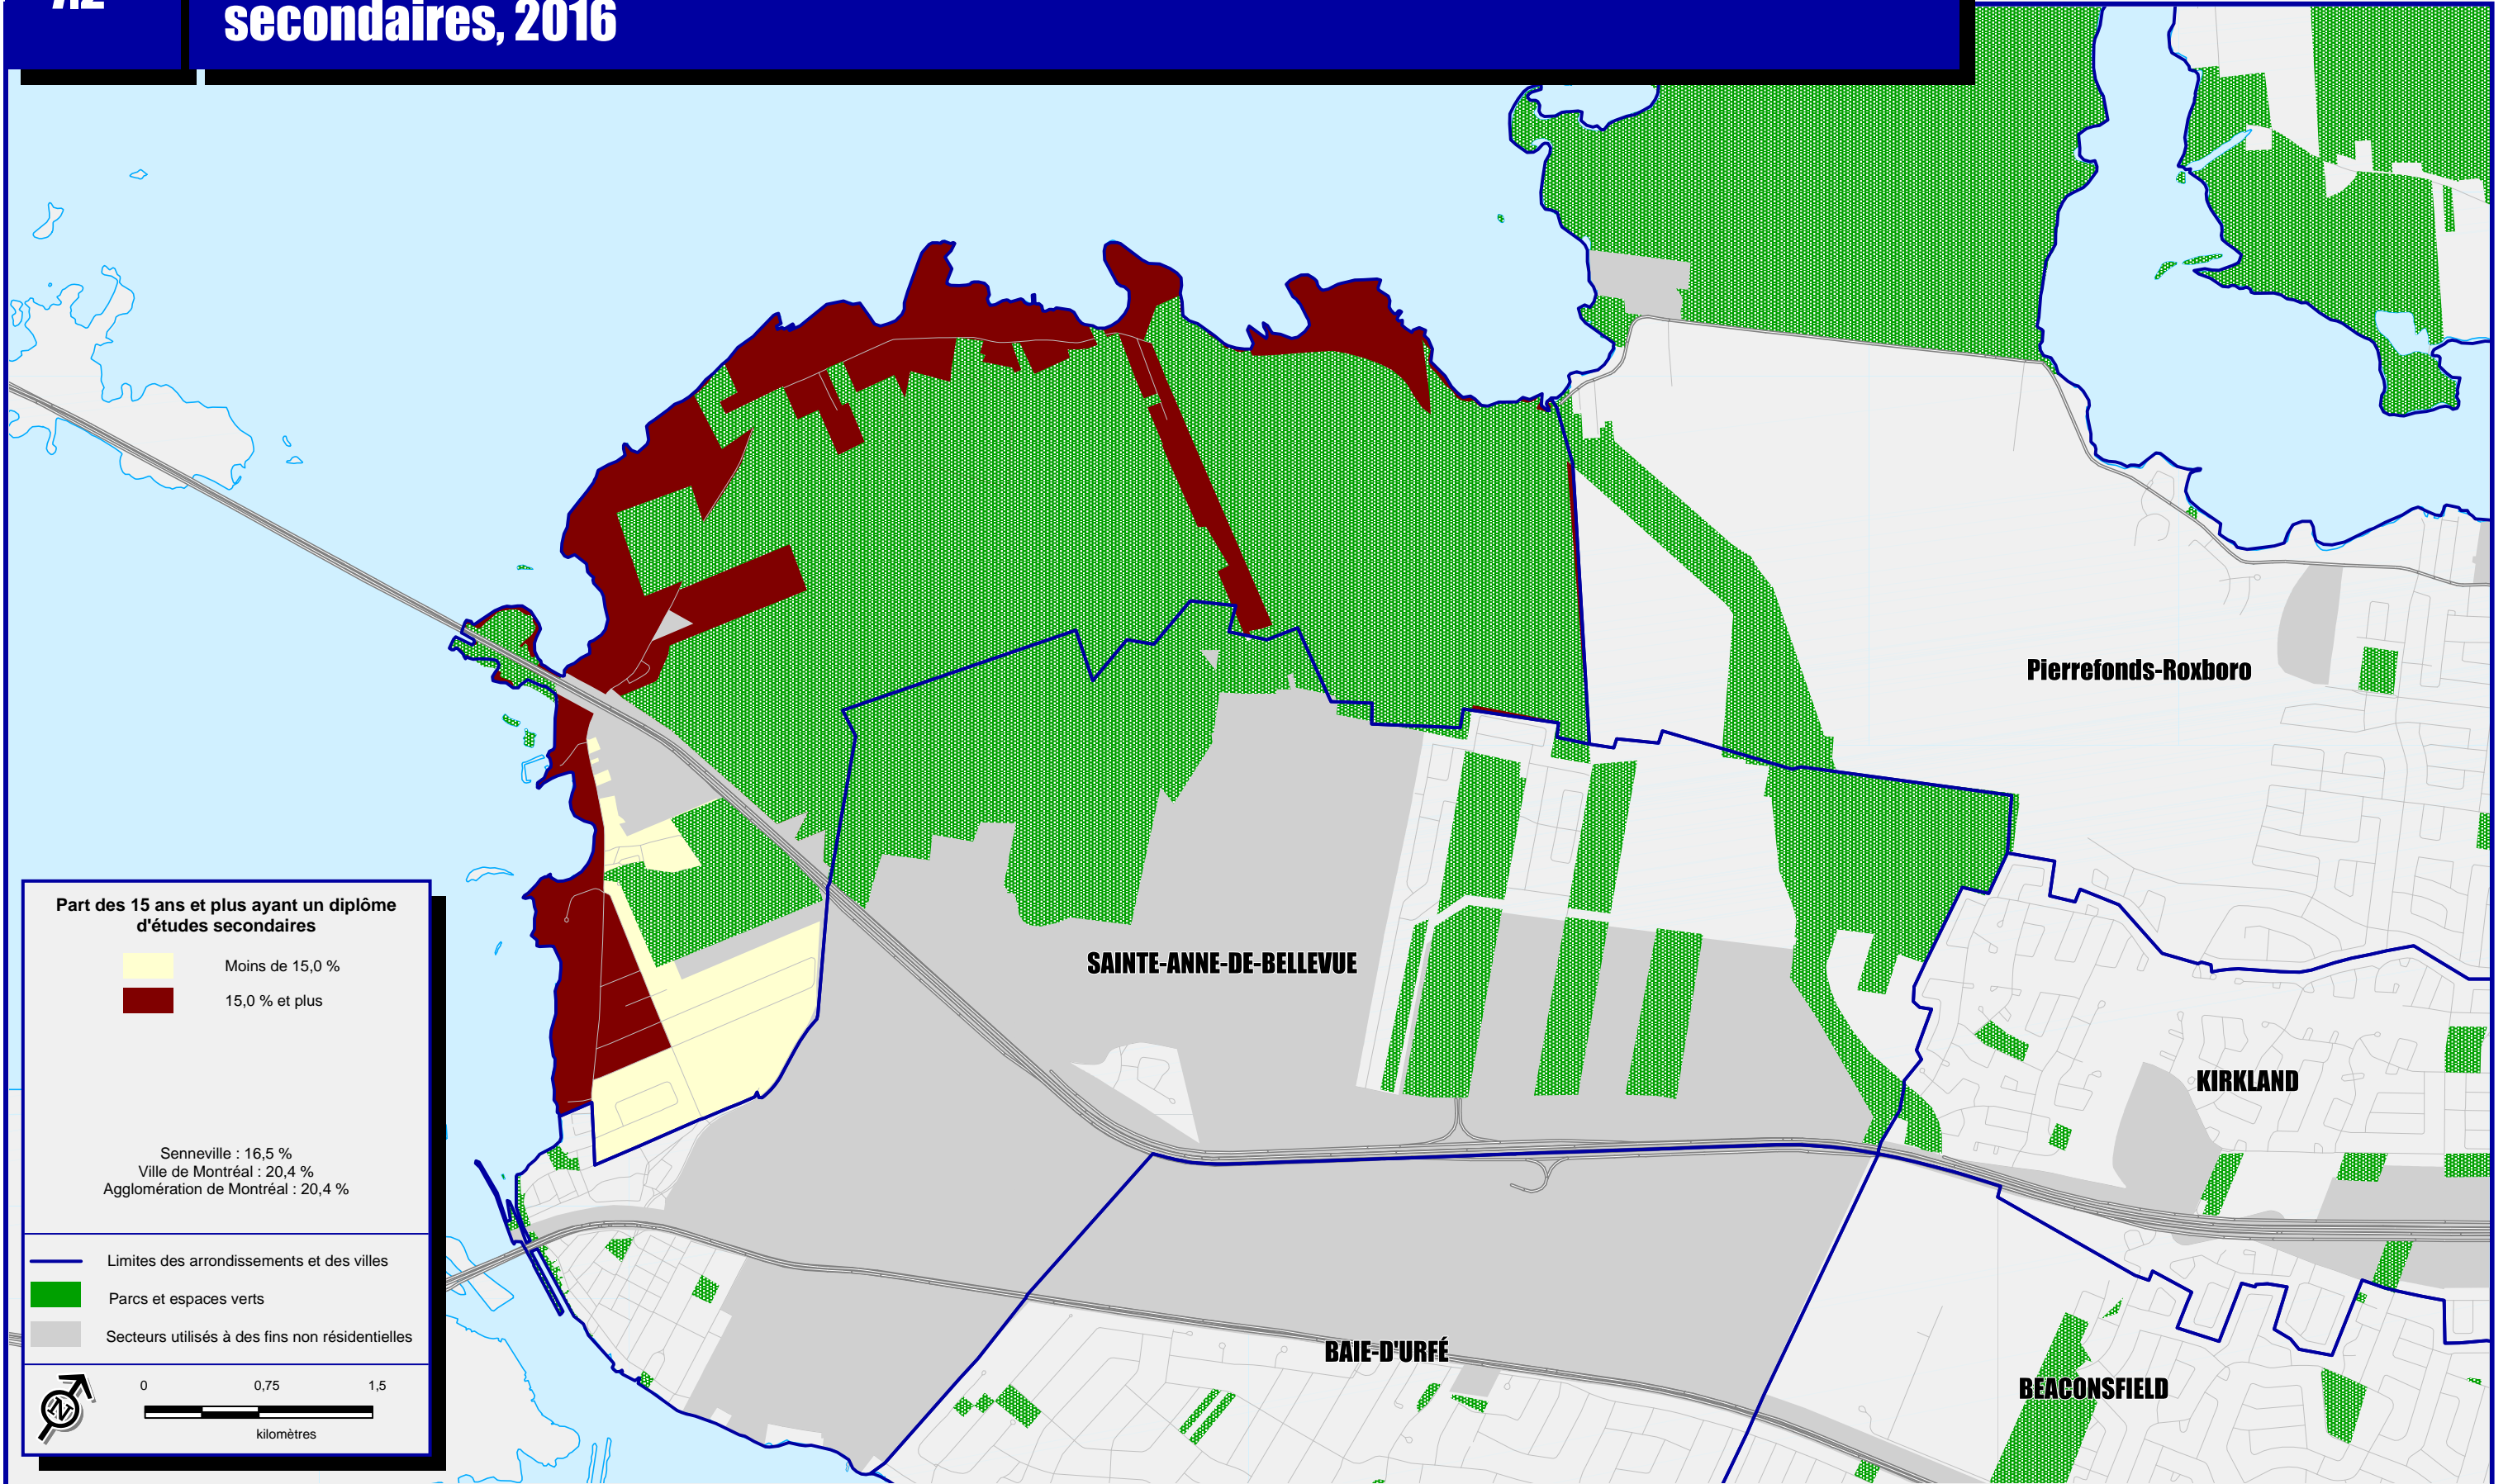 secondaires, 2016
Pierrefonds-Roxboro
SAINTE-ANNE-DE-BELLEVUE
KIRKLAND
BAIE-D'URFÉ
BEACONSFIELD
Part des 15 ans et plus ayant un diplôme
d'études secondaires
Moins de 15,0 %
15,0 % et plus
Senneville : 16,5 %
Ville de Montréal : 20,4 %
Agglomération de Montréal : 20,4 %
Limites des arrondissements et des villes
Parcs et espaces verts
Secteurs utilisés à des fins non résidentielles
N
0 0,75 1,5
kilomètres